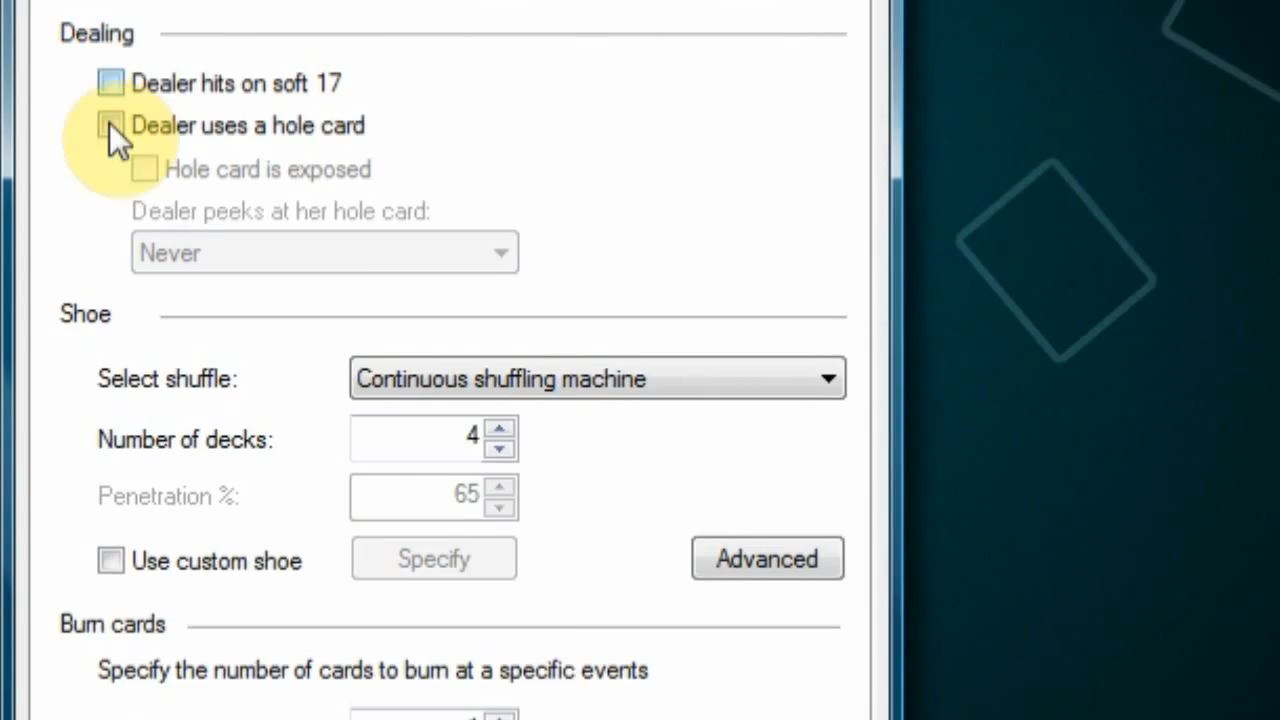 Dealing
Dealer hits on soft 17
Dealer uses a hole card
Hole card is exposed
Dealer peeks at her hole card:
Never
Shoe
Select shuffle: Continuous shuffling machine
Number of decks: 4
Penetration %: 65
Use custom shoe Specify Advanced
Burn cards
Specify the number of cards to burn at a specific events